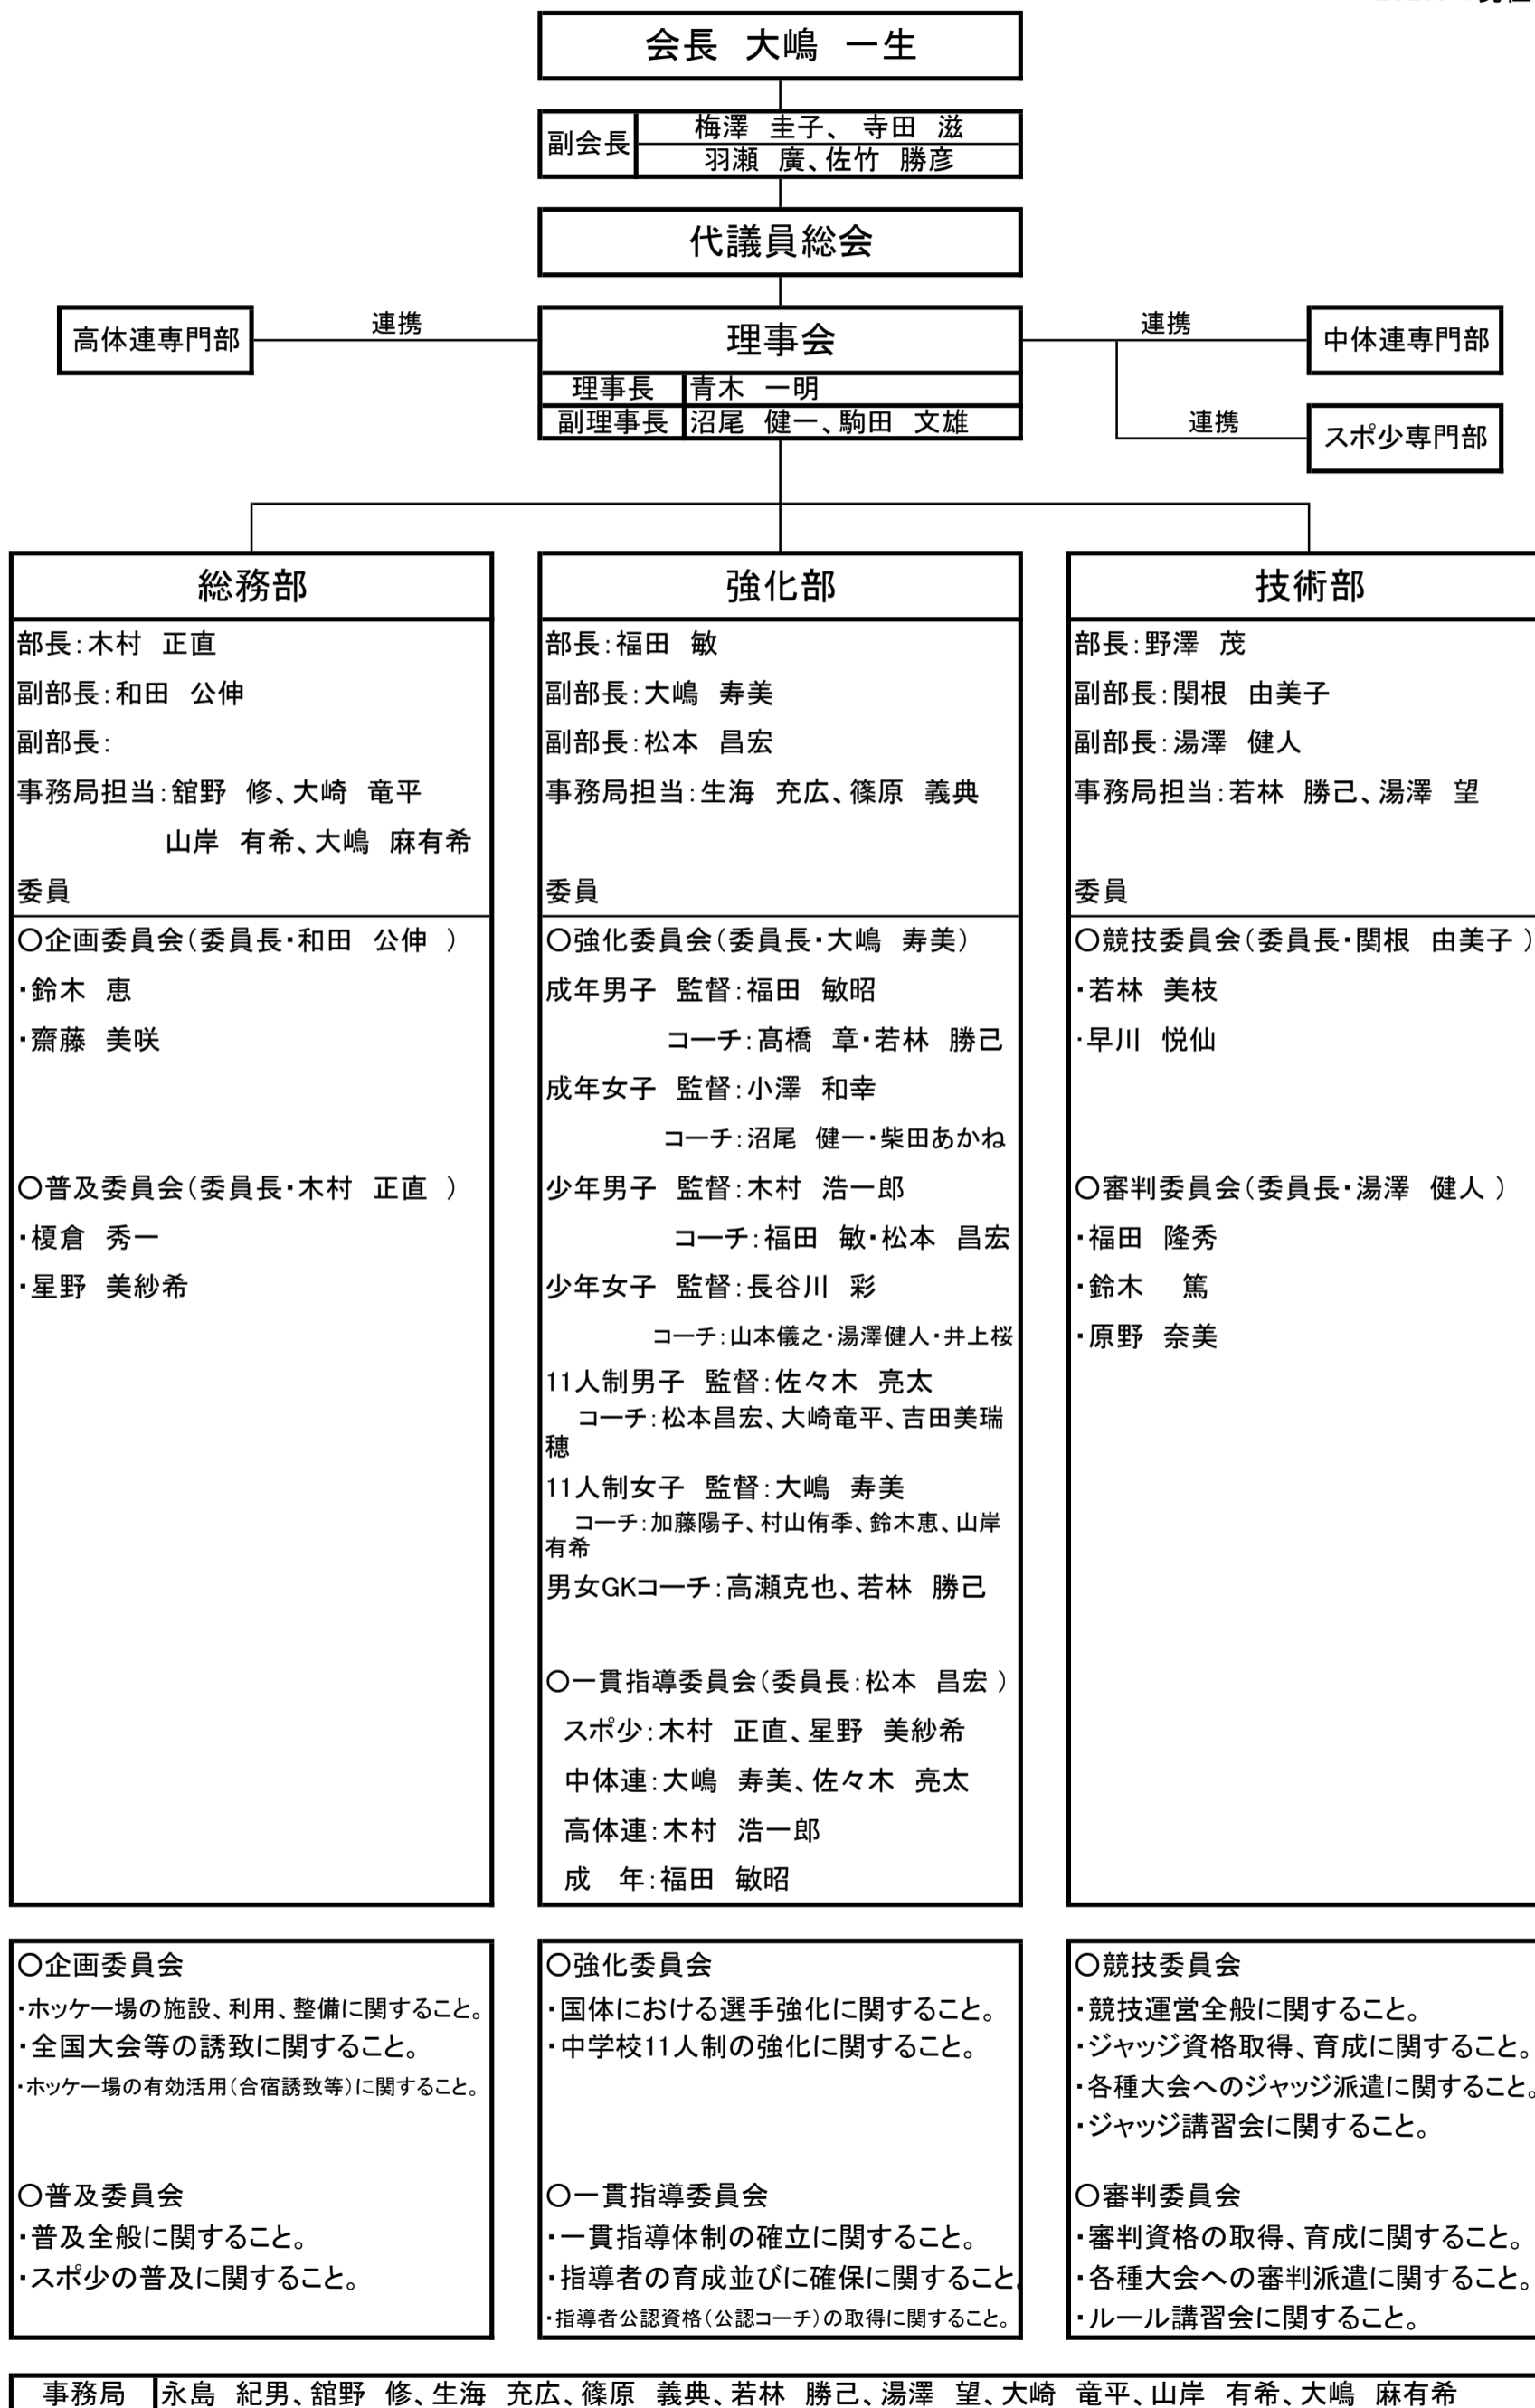 会長　大嶋　一生
副会長
梅澤　圭子、　寺田　滋
羽瀬　廣、佐竹　勝彦
代議員総会
高体連専門部
連携
理事会
連携
中体連専門部
理事長　青木　一明
副理事長　沼尾　健一、駒田　文雄
連携
スポ少専門部
総務部
部長：木村　正直
副部長：和田　公伸
副部長：
事務局担当：舘野　修、大崎　竜平
山岸　有希、大嶋　麻有希
委員
〇企画委員会（委員長・和田　公伸　）
・鈴木　恵
・齋藤　美咲
〇普及委員会（委員長・木村　正直　）
・榎倉　秀一
・星野　美紗希
強化部
部長：福田　敏
副部長：大嶋　寿美
副部長：松本　昌宏
事務局担当：生海　充広、篠原　義典
委員
〇強化委員会（委員長・大嶋　寿美）
成年男子　監督：福田　敏昭
コーチ：髙橋　章・若林　勝己
成年女子　監督：小澤　和幸
コーチ：沼尾　健一・柴田あかね
少年男子　監督：木村　浩一郎
コーチ：福田　敏・松本　昌宏
少年女子　監督：長谷川　彩
コーチ：山本儀之・湯澤健人・井上桜
11人制男子　監督：佐々木　亮太
コーチ：松本昌宏、大崎竜平、吉田美瑞
穂
11人制女子　監督：大嶋　寿美
コーチ：加藤陽子、村山侑季、鈴木恵、山岸
有希
男女GKコーチ：高瀬克也、若林　勝己
〇一貫指導委員会（委員長：松本　昌宏　）
スポ少：木村　正直、星野　美紗希
中体連：大嶋　寿美、佐々木　亮太
高体連：木村　浩一郎
成　年：福田　敏昭
技術部
部長：野澤　茂
副部長：関根　由美子
副部長：湯澤　健人
事務局担当：若林　勝己、湯澤　望
委員
〇競技委員会（委員長・関根　由美子　）
・若林　美枝
・早川　悦仙
〇審判委員会（委員長・湯澤　健人　）
・福田　隆秀
・鈴木　篤
・原野　奈美
〇企画委員会
・ホッケー場の施設、利用、整備に関すること。
・全国大会等の誘致に関すること。
・ホッケー場の有効活用（合宿誘致等）に関すること。
〇普及委員会
・普及全般に関すること。
・スポ少の普及に関すること。
〇強化委員会
・国体における選手強化に関すること。
・中学校11人制の強化に関すること。
〇一貫指導委員会
・一貫指導体制の確立に関すること。
・指導者の育成並びに確保に関すること。
・指導者公認資格（公認コーチ）の取得に関すること。
〇競技委員会
・競技運営全般に関すること。
・ジャッジ資格取得、育成に関すること。
・各種大会へのジャッジ派遣に関すること。
・ジャッジ講習会に関すること。
〇審判委員会
・審判資格の取得、育成に関すること。
・各種大会への審判派遣に関すること。
・ルール講習会に関すること。
事務局　永島　紀男、舘野　修、生海　充広、篠原　義典、若林　勝己、湯澤　望、大崎　竜平、山岸　有希、大嶋　麻有希